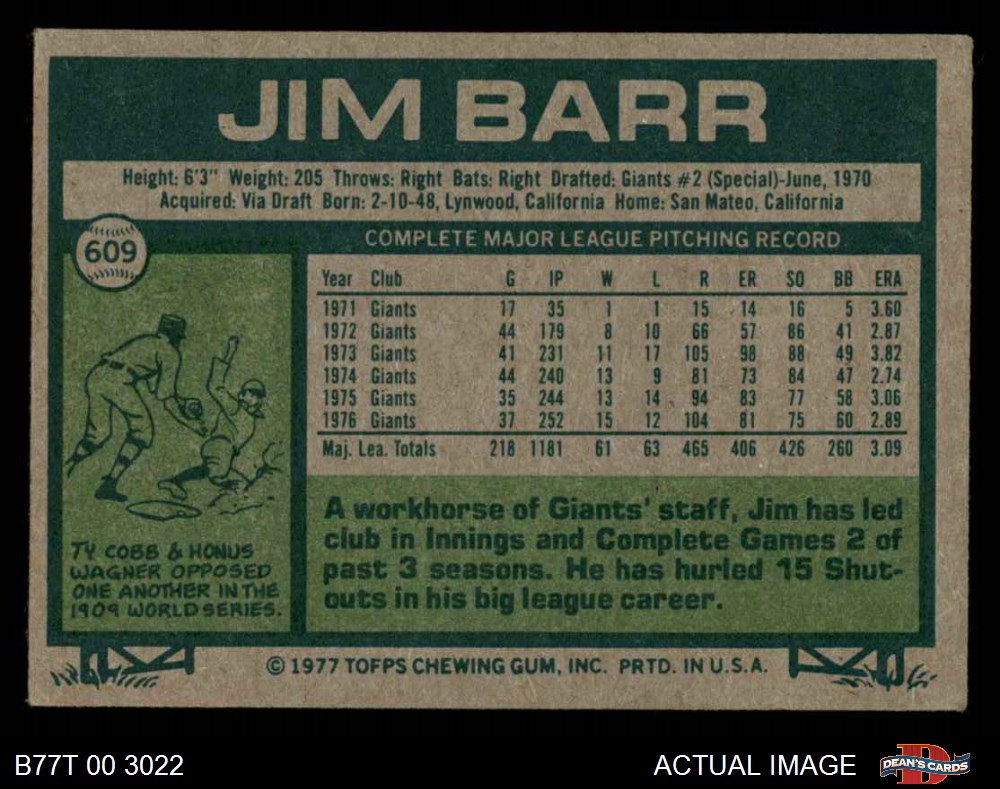 JIM BARR
Height: 6'3" Weight: 205 Throws: Right Bats: Right Drafted: Giants #2 (Special)-June, 1970
Acquired: Via Draft Born: 2-10-48, Lynwood, California Home: San Mateo, California
609
COMPLETE MAJOR LEAGUE PITCHING RECORD
Year Club G IP W L R ER SO BB ERA
1971 Giants 17 35 1 1 15 14 16 5 3.60
1972 Giants 44 179 8 10 66 57 86 41 2.87
1973 Giants 41 231 11 17 105 98 88 49 3.82
1974 Giants 44 240 13 9 81 73 84 47 2.74
1975 Giants 35 244 13 14 94 83 77 58 3.06
1976 Giants 37 252 15 12 104 81 75 60 2.89
Maj. Lea. Totals 218 1181 61 63 465 406 426 260 3.09
TY COBB & HONUS
WAGNER OPPOSED
ONE ANOTHER IN THE
1909 WORLD SERIES.
A workhorse of Giants' staff, Jim has led
club in Innings and Complete Games 2 of
past 3 seasons. He has hurled 15 Shut-
outs in his big league career.
© 1977 TOPPS CHEWING GUM, INC. PRTD. IN U.S.A.
B77T 00 3022
ACTUAL IMAGE
DEAN'S CARDS